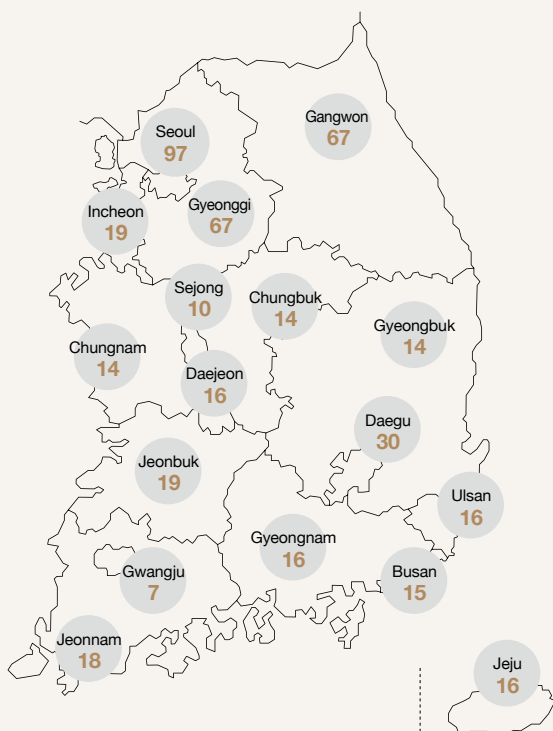 Gangwon
67
Seoul
97
Gyeonggi
67
Incheon
19
Sejong
10
Chungbuk
14
Gyeongbuk
14
Chungnam
14
Daejeon
16
Daegu
30
Jeonbuk
19
Ulsan
16
Gyeongnam
16
Gwangju
7
Busan
15
Jeonnam
18
Jeju
16